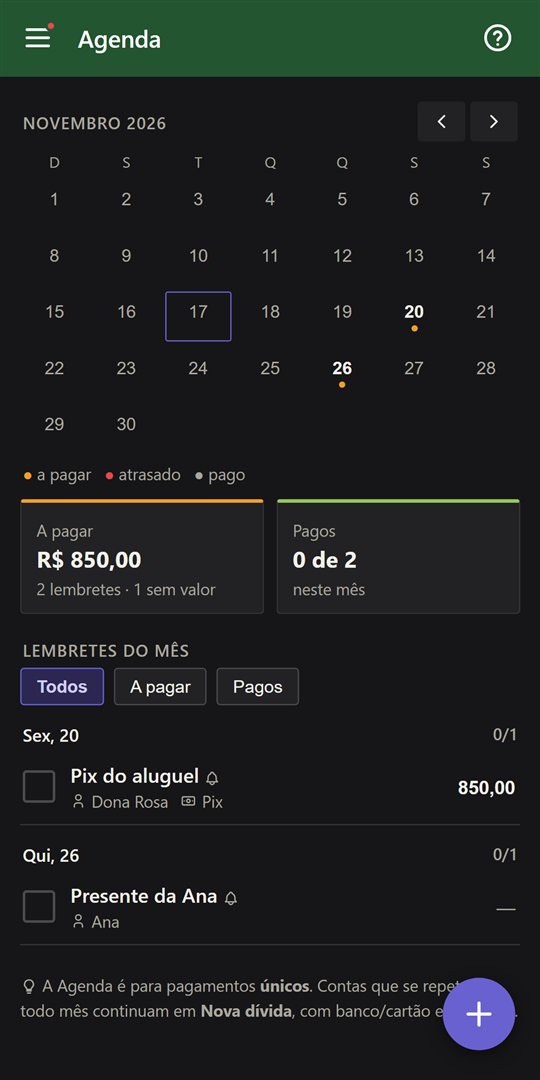 Agenda
NOVEMBRO 2026
D S T Q Q S S
1 2 3 4 5 6 7
8 9 10 11 12 13 14
15 16 17 18 19 20 21
22 23 24 25 26 27 28
29 30
a pagar atrasado pago
A pagar
R$ 850,00
2 lembretes · 1 sem valor
Pagos
0 de 2
neste mês
LEMBRETES DO MÊS
Todos A pagar Pagos
Sex, 20 0/1
Pix do aluguel
850,00
Dona Rosa Pix
Qui, 26 0/1
Presente da Ana
—
Ana
A Agenda é para pagamentos únicos. Contas que se
todo mês continuam em Nova dívida, com banco/cartão